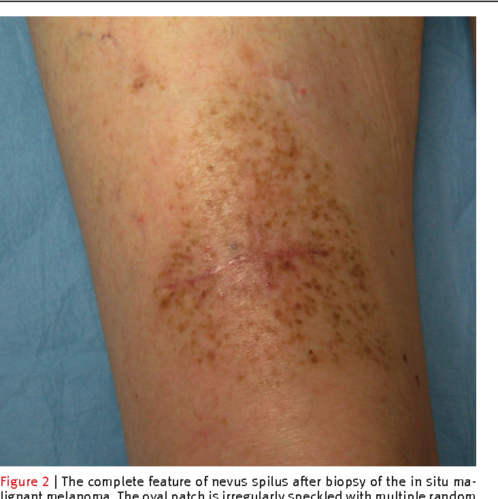 Figure 2 | The complete feature of nevus spilus after biopsy of the in situ ma-
lignant melanoma. The oval patch is irregularly speckled with multiple random